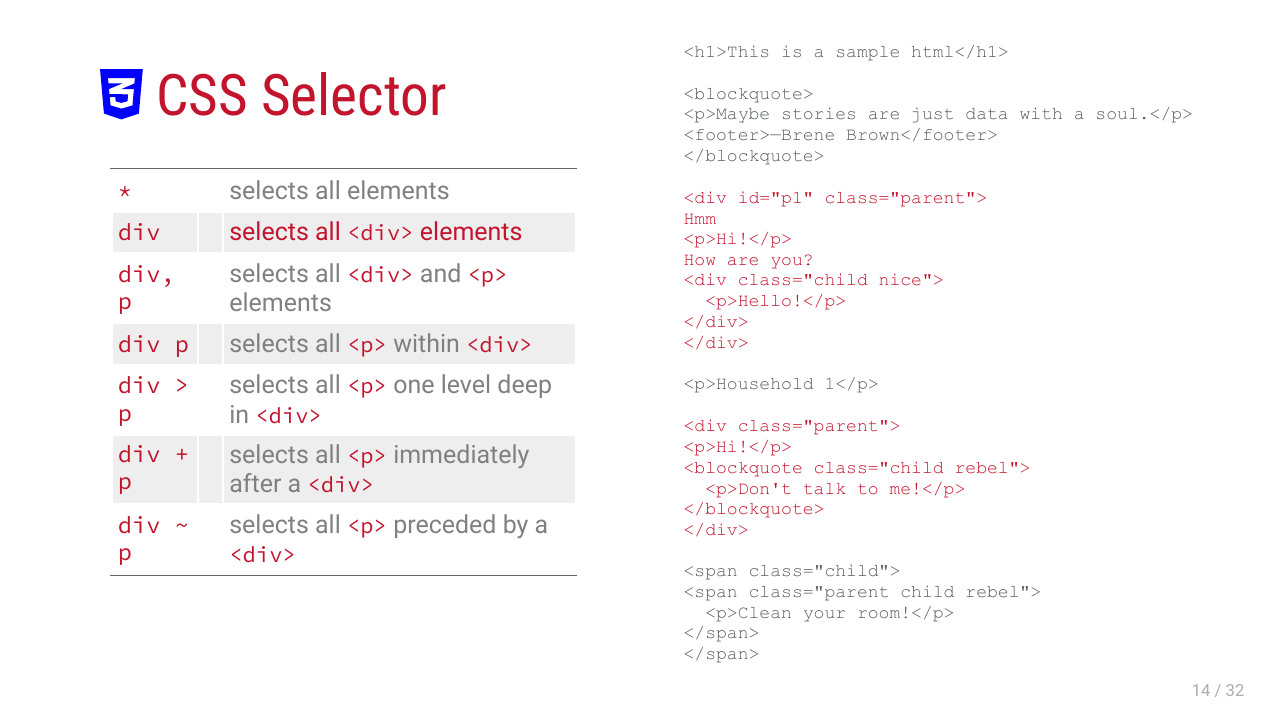 CSS Selector
* selects all elements
div selects all <div> elements
div, selects all <div> and <p>
p elements
div p selects all <p> within <div>
div > selects all <p> one level deep
p in <div>
div + selects all <p> immediately
p after a <div>
div ~ selects all <p> preceded by a
p <div>
<h1>This is a sample html</h1>
<blockquote>
<p>Maybe stories are just data with a soul.</p>
<footer>—Brene Brown</footer>
</blockquote>
<div id="p1" class="parent">
Hmm
<p>Hi!</p>
How are you?
<div class="child nice">
<p>Hello!</p>
</div>
</div>
<p>Household 1</p>
<div class="parent">
<p>Hi!</p>
<blockquote class="child rebel">
<p>Don't talk to me!</p>
</blockquote>
</div>
<span class="child">
<span class="parent child rebel">
<p>Clean your room!</p>
</span>
</span>
14 / 32